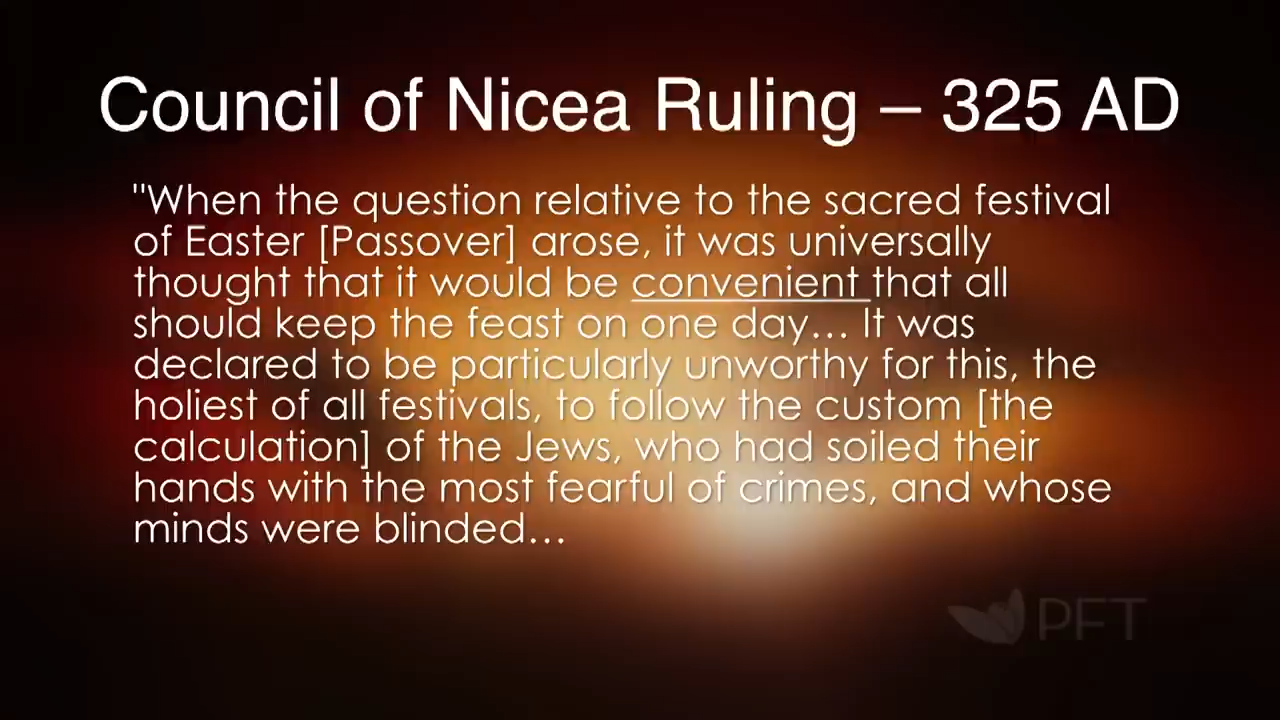 Council of Nicea Ruling – 325 AD
"When the question relative to the sacred festival
of Easter [Passover] arose, it was universally
thought that it would be convenient that all
should keep the feast on one day… It was
declared to be particularly unworthy for this, the
holiest of all festivals, to follow the custom [the
calculation] of the Jews, who had soiled their
hands with the most fearful of crimes, and whose
minds were blinded…
PFT